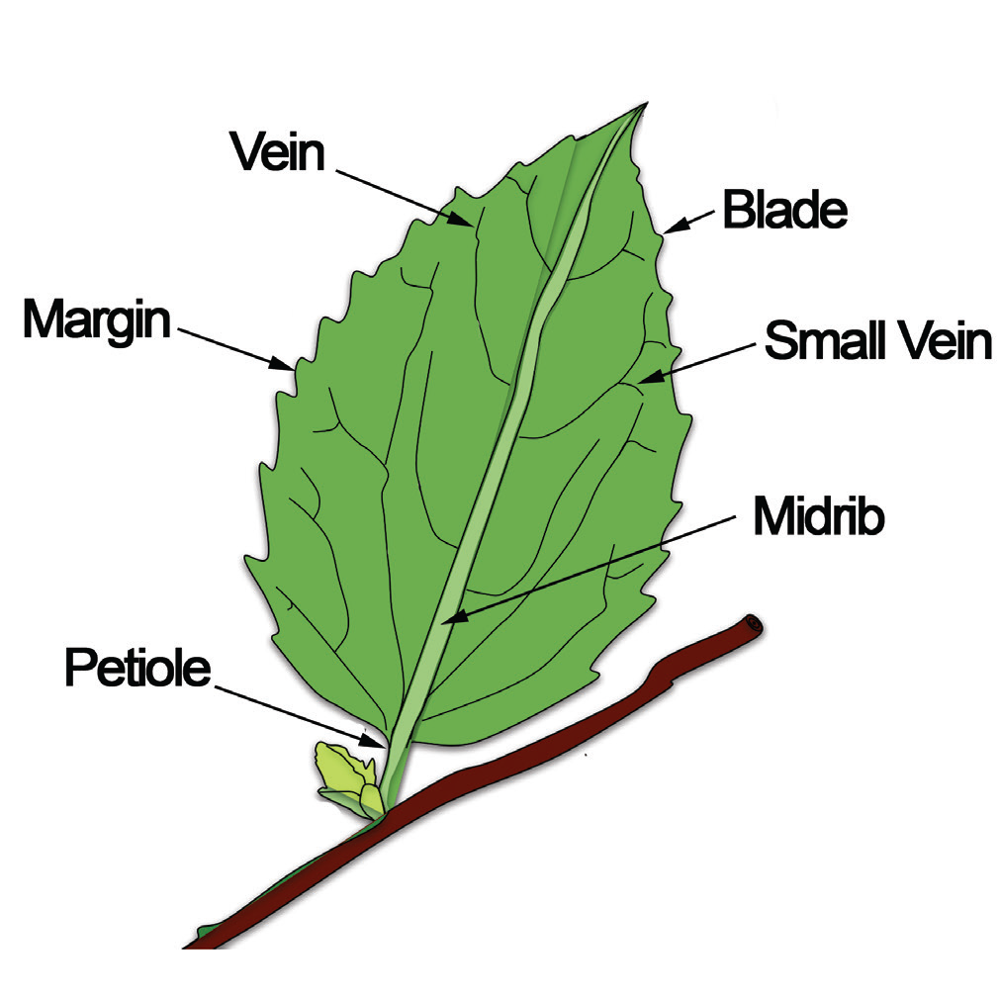 Vein
Blade
Margin
Small Vein
Midrib
Petiole